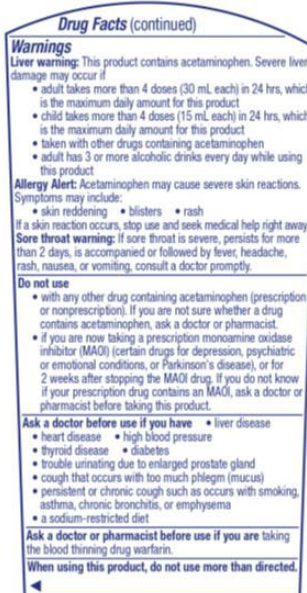 Drug Facts (continued)
Warnings
Liver warning: This product contains acetaminophen. Severe liver
damage may occur if
• adult takes more than 4 doses (30 mL each) in 24 hrs, which
is the maximum daily amount for this product
• child takes more than 4 doses (15 mL each) in 24 hrs, which
is the maximum daily amount for this product
• taken with other drugs containing acetaminophen
• adult has 3 or more alcoholic drinks every day while using
this product
Allergy Alert: Acetaminophen may cause severe skin reactions.
Symptoms may include:
• skin reddening • blisters • rash
If a skin reaction occurs, stop use and seek medical help right away.
Sore throat warning: If sore throat is severe, persists for more
than 2 days, is accompanied or followed by fever, headache,
rash, nausea, or vomiting, consult a doctor promptly.
Do not use
• with any other drug containing acetaminophen (prescription
or nonprescription). If you are not sure whether a drug
contains acetaminophen, ask a doctor or pharmacist.
• if you are now taking a prescription monoamine oxidase
inhibitor (MAOI) (certain drugs for depression, psychiatric
or emotional conditions, or Parkinson's disease), or for
2 weeks after stopping the MAOI drug. If you do not know
if your prescription drug contains an MAOI, ask a doctor or
pharmacist before taking this product.
Ask a doctor before use if you have • liver disease
• heart disease • high blood pressure
• thyroid disease • diabetes
• trouble urinating due to enlarged prostate gland
• cough that occurs with too much phlegm (mucus)
• persistent or chronic cough such as occurs with smoking,
asthma, chronic bronchitis, or emphysema
• a sodium-restricted diet
Ask a doctor or pharmacist before use if you are taking
the blood thinning drug warfarin.
When using this product, do not use more than directed.